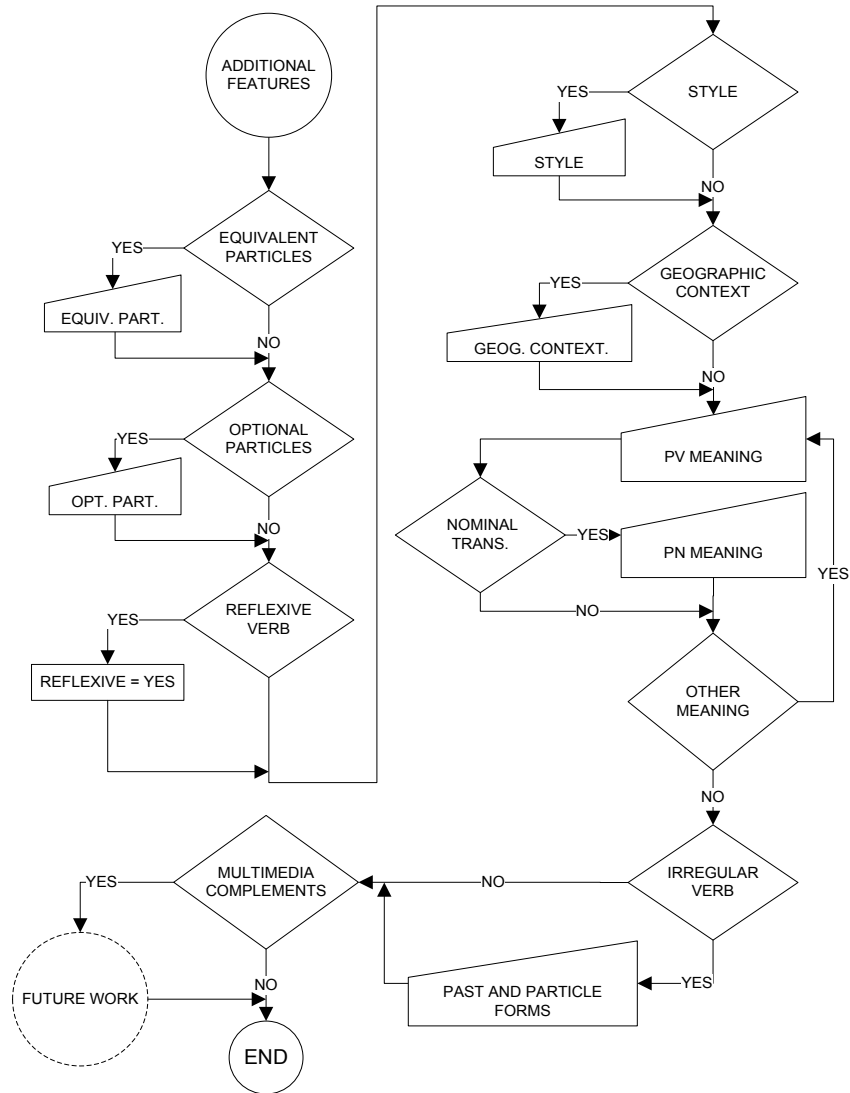 ADDITIONAL
FEATURES
EQUIVALENT
PARTICLES
YES
EQUIV. PART.
NO
OPTIONAL
PARTICLES
YES
OPT. PART.
NO
REFLEXIVE
VERB
YES
REFLEXIVE = YES
STYLE
YES
STYLE
NO
GEOGRAPHIC
CONTEXT
YES
GEOG. CONTEXT.
NO
PV MEANING
NOMINAL
TRANS.
YES
PN MEANING
NO
YES
OTHER
MEANING
NO
IRREGULAR
VERB
NO
YES
PAST AND PARTICLE
FORMS
MULTIMEDIA
COMPLEMENTS
YES
FUTURE WORK
NO
END